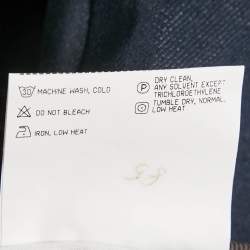 30 MACHINE WASH, COLD
DO NOT BLEACH
IRON, LOW HEAT
P DRY CLEAN,
ANY SOLVENT EXCEPT
TRICHLOROETHYLENE
TUMBLE DRY, NORMAL,
LOW HEAT